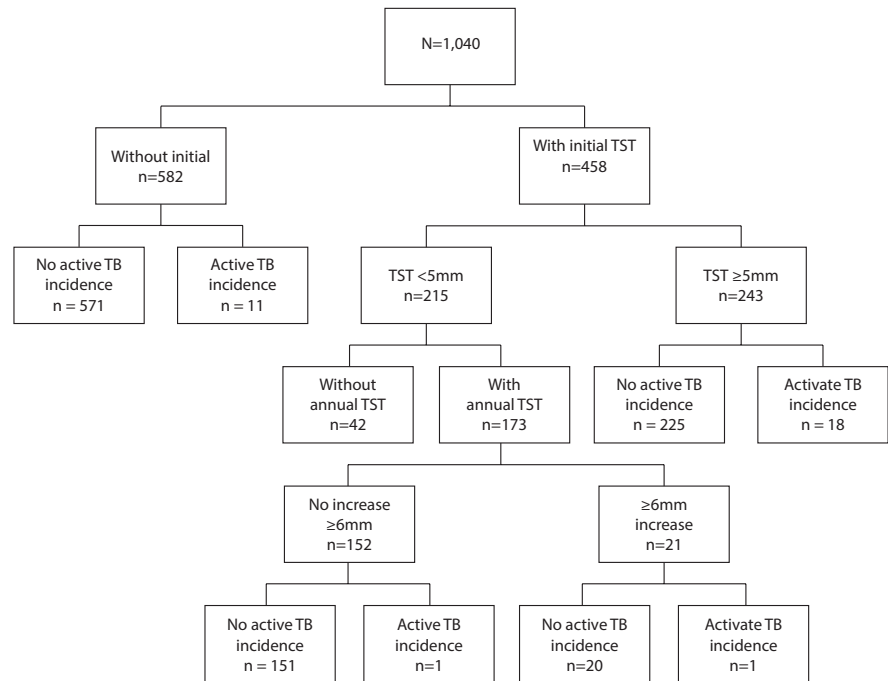 N=1,040
Without initial
n=582
With initial TST
n=458
No active TB
incidence
n = 571
Active TB
incidence
n = 11
TST <5mm
n=215
TST ≥5mm
n=243
Without
annual TST
n=42
With
annual TST
n=173
No active TB
incidence
n = 225
Activate TB
incidence
n = 18
No increase
≥6mm
n=152
≥6mm
increase
n=21
No active TB
incidence
n = 151
Active TB
incidence
n=1
No active TB
incidence
n=20
Activate TB
incidence
n=1